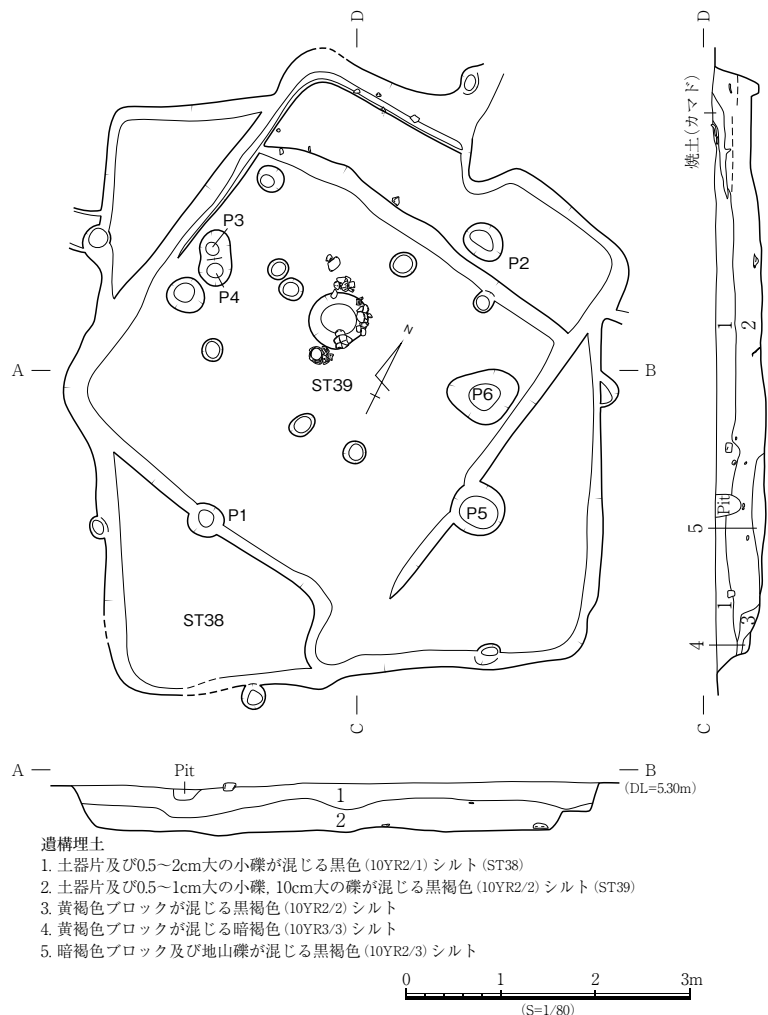 D
D
焼土(カマド)
P3
P2
P4
1
2
N
A
B
ST39
P6
Pit
P1
P5
5
1
ST38
3
4
C
C
A
Pit
B
(DL=5.30m)
1
2
遺構埋土
1. 土器片及び0.5～2cm大の小礫が混じる黒色(10YR2/1)シルト(ST38)
2. 土器片及び0.5～1cm大の小礫, 10cm大の礫が混じる黒褐色(10YR2/2)シルト(ST39)
3. 黄褐色ブロックが混じる黒褐色(10YR2/2)シルト
4. 黄褐色ブロックが混じる暗褐色(10YR3/3)シルト
5. 暗褐色ブロック及び地山礫が混じる黒褐色(10YR2/3)シルト
0 1 2 3m
(S=1/80)